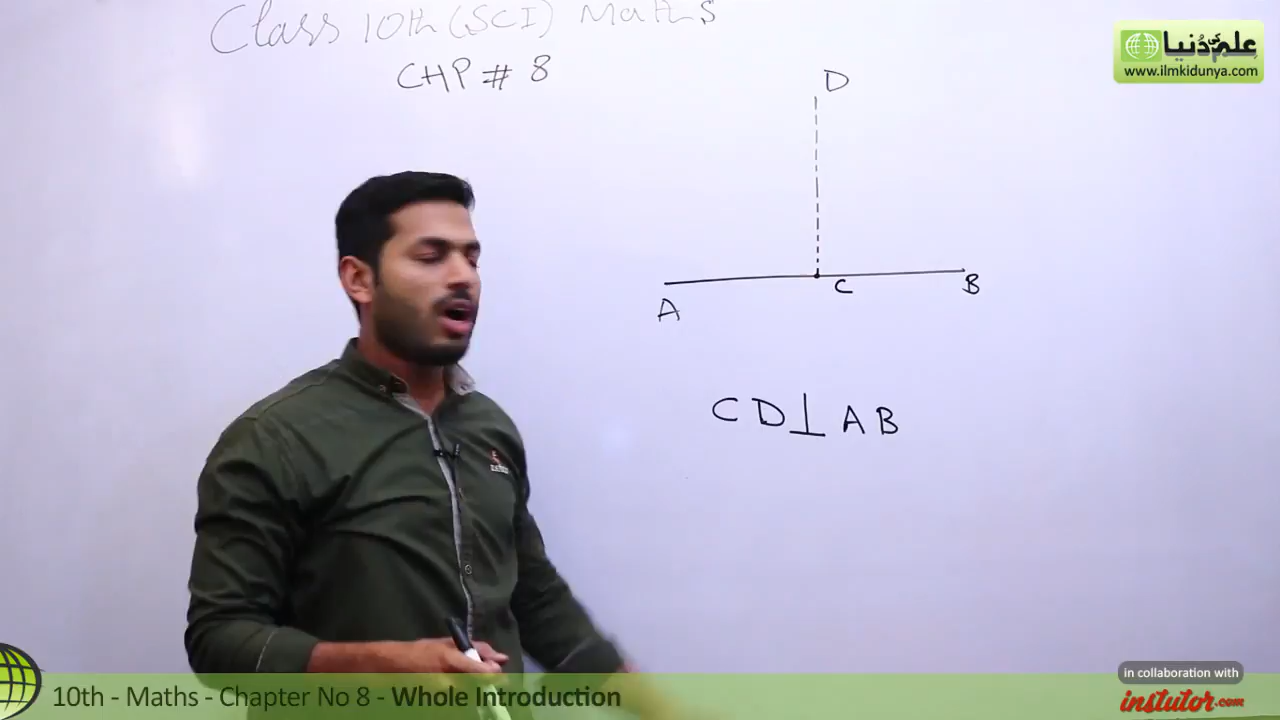 Class 10th (SCI) Maths
CHP # 8
علم کی دُنیا
www.ilmkidunya.com
D
A
C
B
CD ⊥ AB
in collaboration with
instutor.com
10th - Maths - Chapter No 8 - Whole Introduction